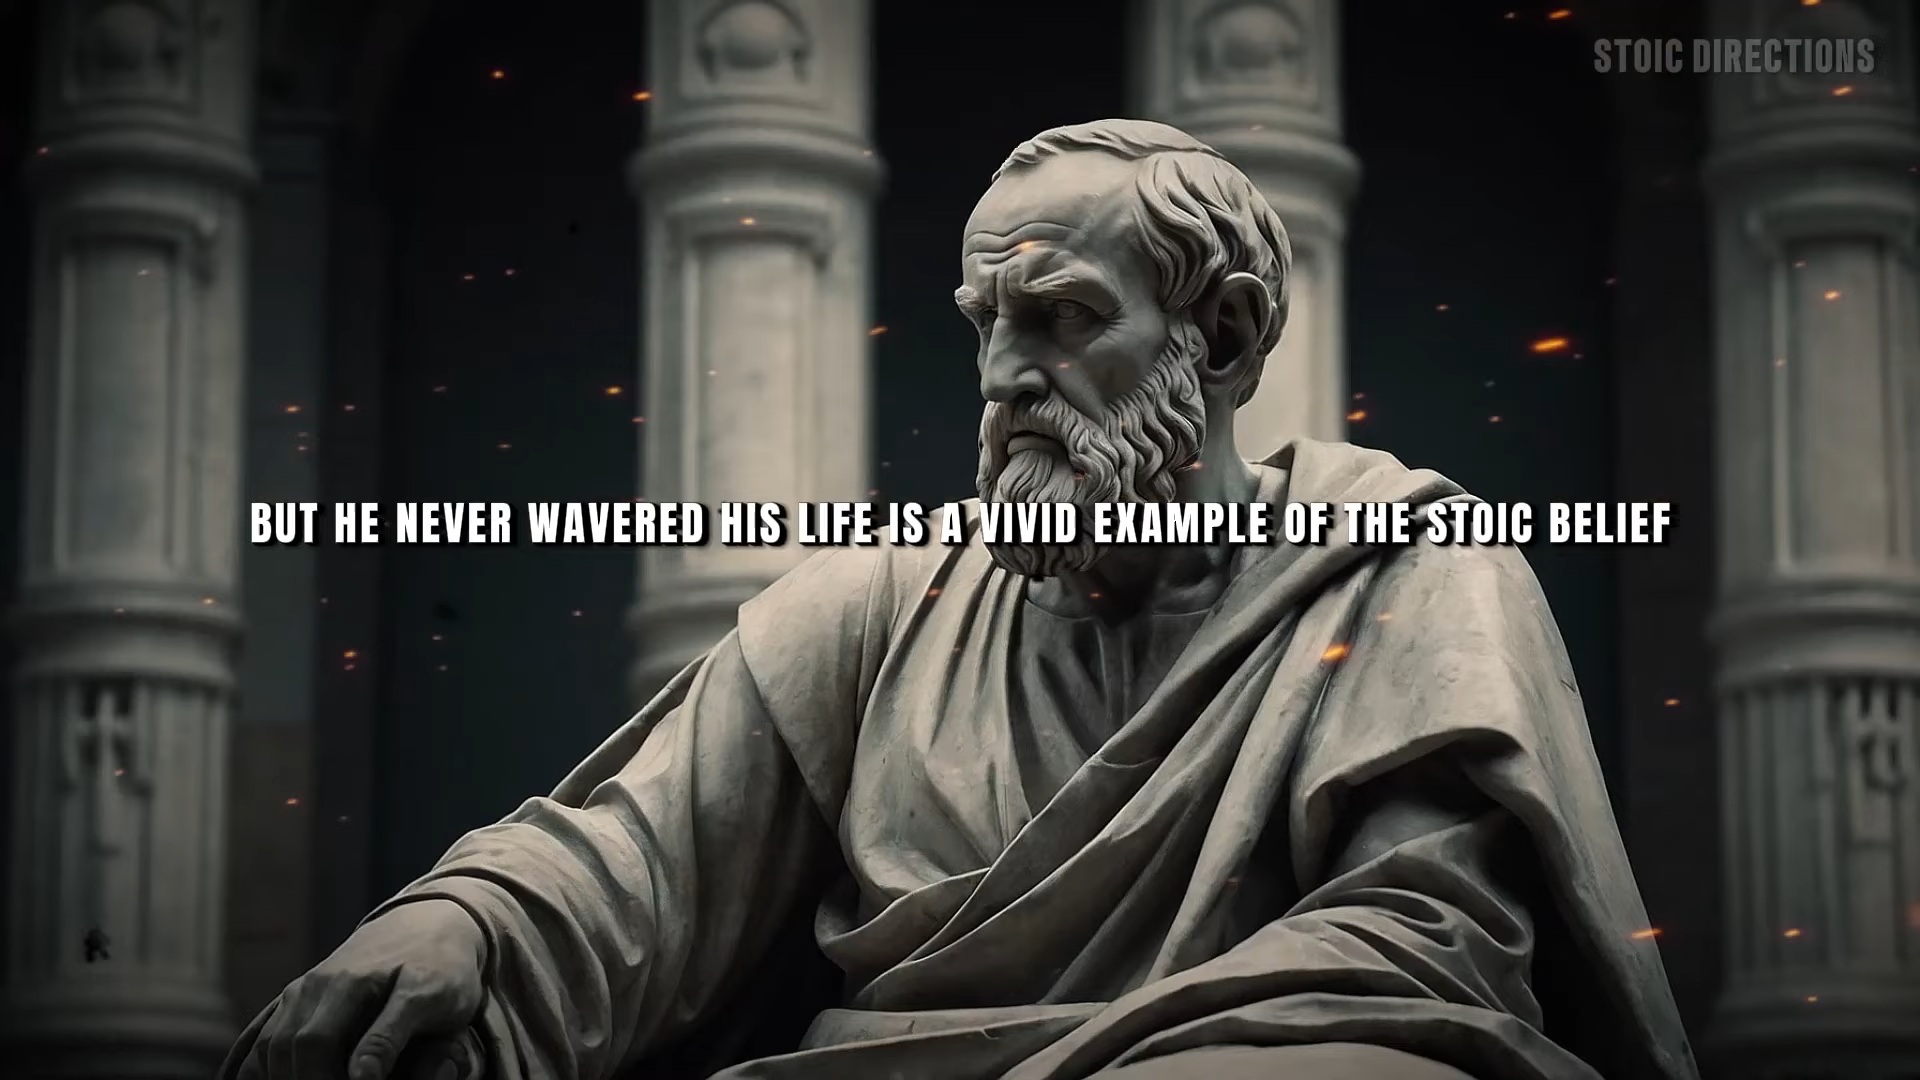 STOIC DIRECTIONS
BUT HE NEVER WAVERED HIS LIFE IS A VIVID EXAMPLE OF THE STOIC BELIEF